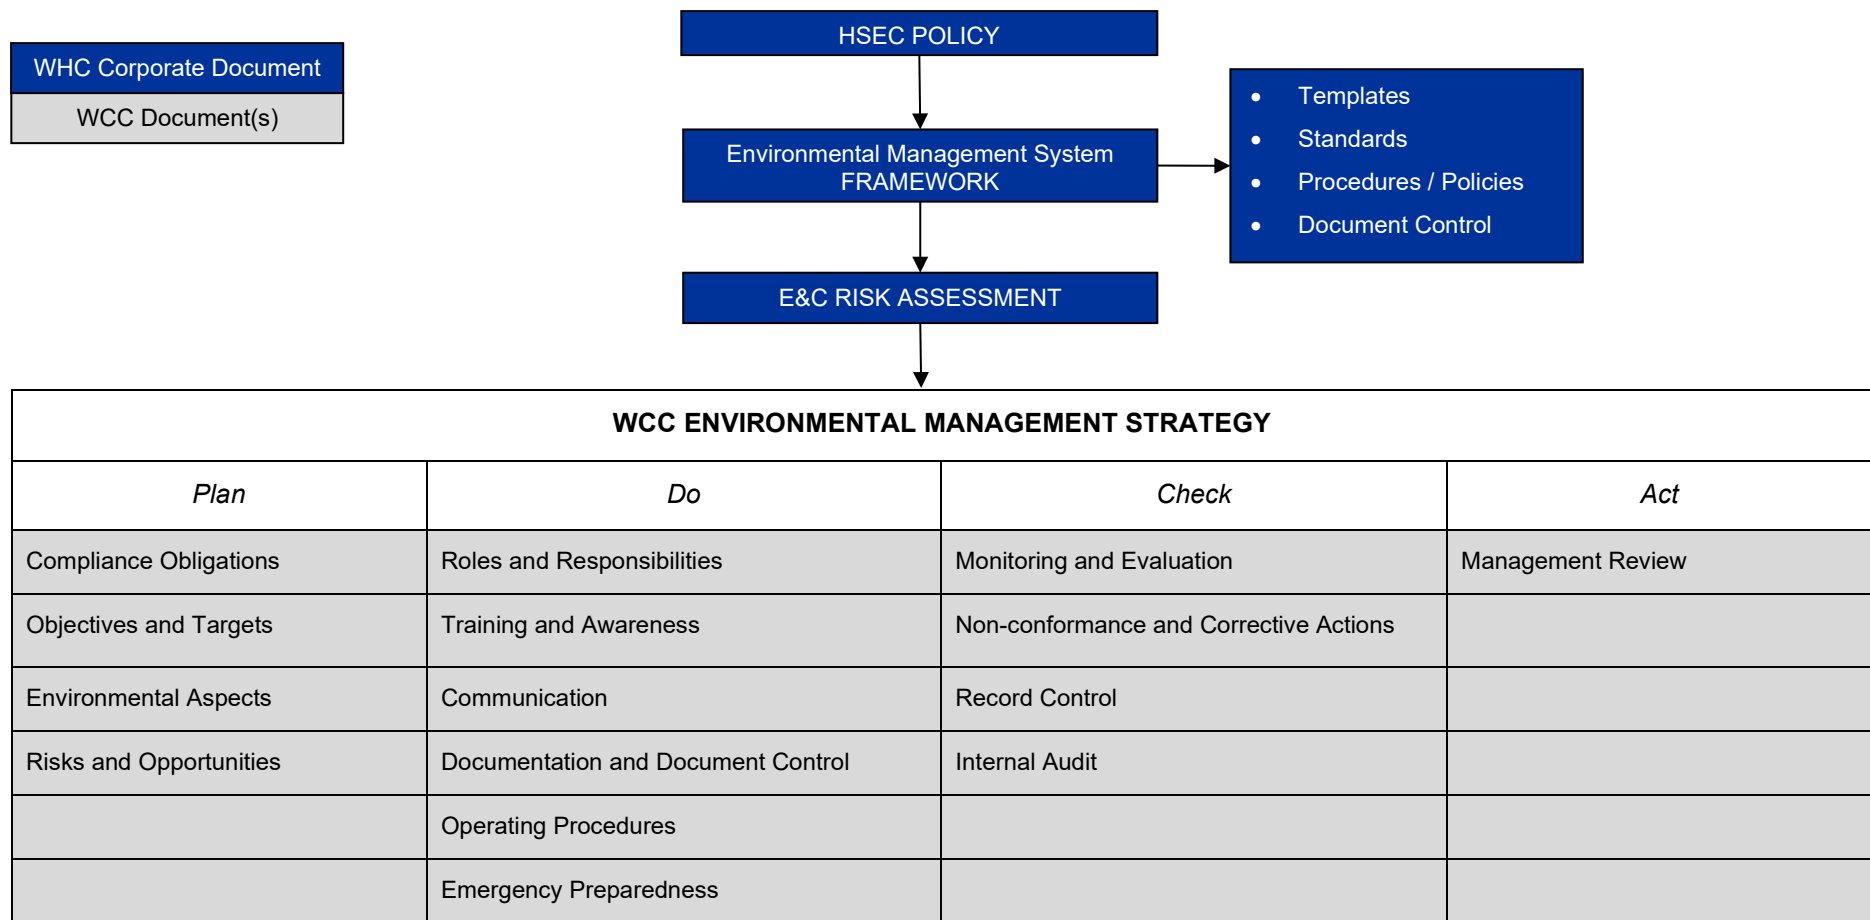 HSEC POLICY
WHC Corporate Document
WCC Document(s)
Environmental Management System
FRAMEWORK
• Templates
• Standards
• Procedures / Policies
• Document Control
E&C RISK ASSESSMENT
WCC ENVIRONMENTAL MANAGEMENT STRATEGY
Plan Do Check Act
Compliance Obligations Roles and Responsibilities Monitoring and Evaluation Management Review
Objectives and Targets Training and Awareness Non-conformance and Corrective Actions
Environmental Aspects Communication Record Control
Risks and Opportunities Documentation and Document Control Internal Audit
Operating Procedures
Emergency Preparedness